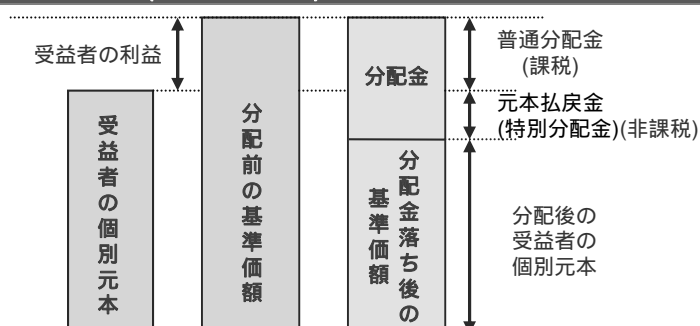 受益者の利益
受益者の個別元本
分配前の基準価額
分配金
分配金落ち後の
基準価額
普通分配金
(課税)
元本払戻金
(特別分配金)(非課税)
分配後の
受益者の
個別元本